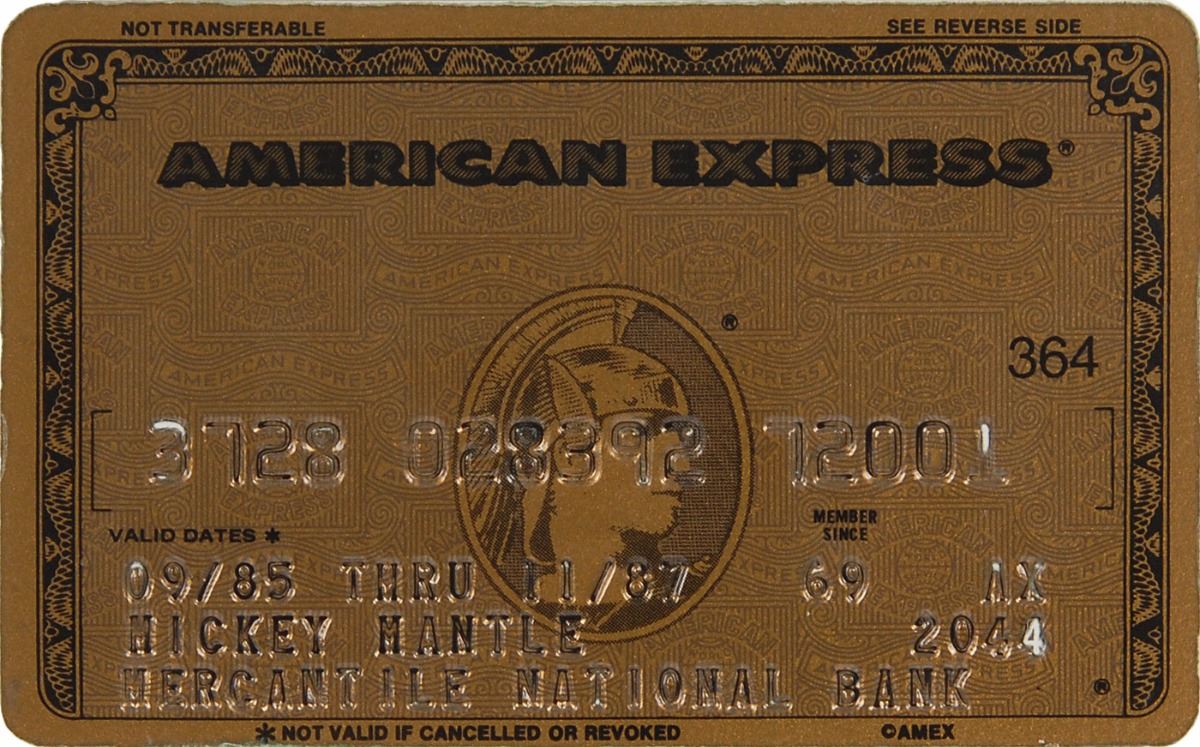 NOT TRANSFERABLE SEE REVERSE SIDE
AMERICAN EXPRESS®
®
364
3728 028392 72001
VALID DATES * MEMBER
SINCE
09/85 THRU 11/87 69 AX
MICKEY MANTLE 2044
MERCANTILE NATIONAL BANK ®
* NOT VALID IF CANCELLED OR REVOKED ©AMEX